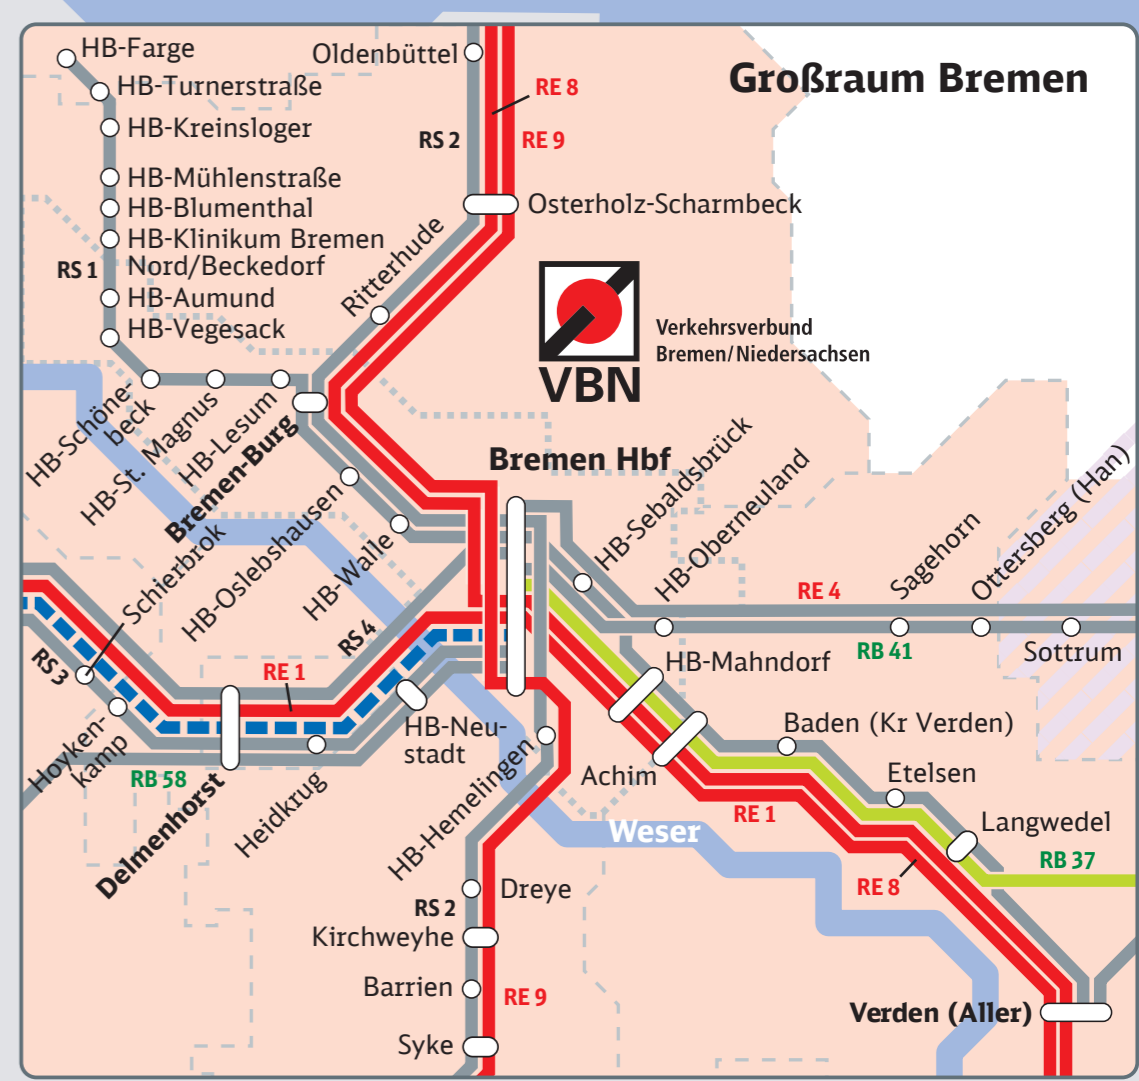 Großraum Bremen
HB-Farge
HB-Turnerstraße
HB-Kreinsloger
HB-Mühlenstraße
HB-Blumenthal
HB-Klinikum Bremen
Nord/Beckedorf
RS 1
HB-Aumund
HB-Vegesack
HB-Schöne-
beck
HB-St. Magnus
HB-Lesum
Bremen-Burg
Oldenbüttel
RE 8
RS 2
RE 9
Osterholz-Scharmbeck
Ritterhude
Verkehrsverbund
Bremen/Niedersachsen
VBN
Bremen Hbf
HB-Oslebshausen
HB-Walle
HB-Sebaldsbrück
HB-Oberneuland
Sagehorn
Ottersberg (Han)
RE 4
RB 41
Sottrum
Schierbrok
RS 3
RS 4
RE 1
Hoyken-
kamp
RB 58
Delmenhorst
Heidkrug
HB-Neu-
stadt
HB-Hemelingen
HB-Mahndorf
Achim
Baden (Kr Verden)
Etelsen
Langwedel
RE 1
RB 37
RE 8
Weser
Dreye
RS 2
Kirchweyhe
Barrien
RE 9
Syke
Verden (Aller)